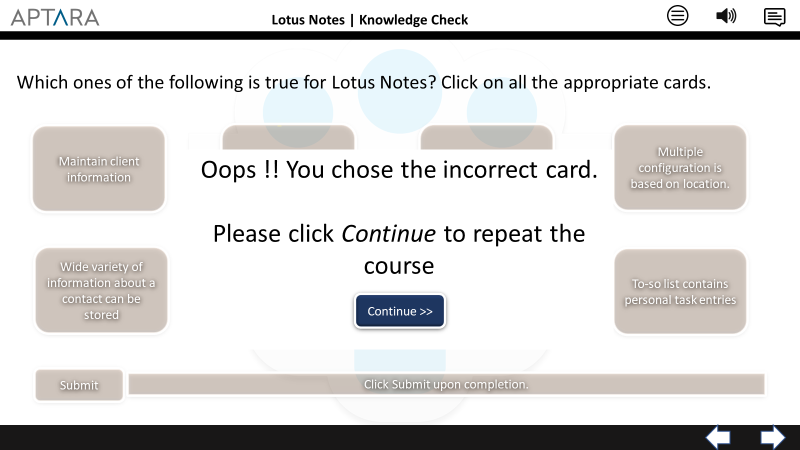 APTARA
Lotus Notes | Knowledge Check
Which ones of the following is true for Lotus Notes? Click on all the appropriate cards.
Maintain client
information
Multiple
configuration is
based on location.
Oops !! You chose the incorrect card.
Please click Continue to repeat the
course
Wide variety of
information about a
contact can be
stored
To-so list contains
personal task entries
Continue >>
Submit
Click Submit upon completion.